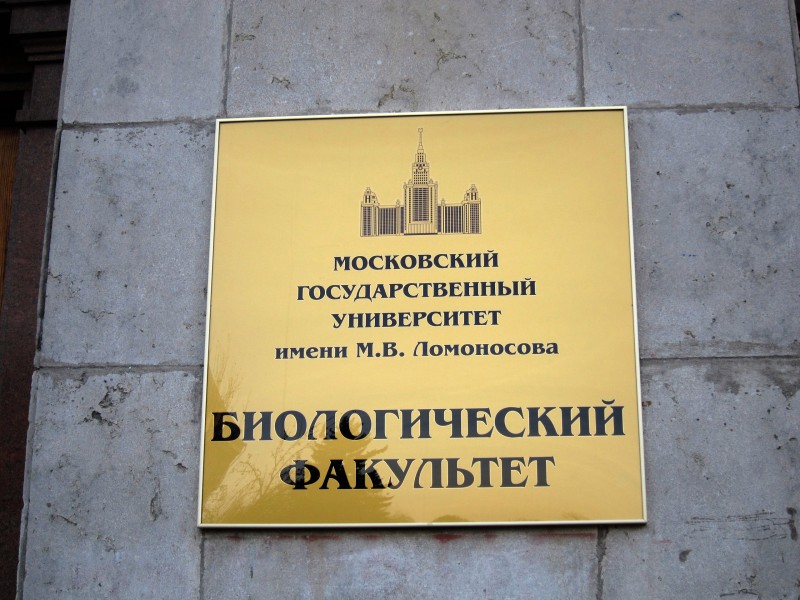 МОСКОВСКИЙ
ГОСУДАРСТВЕННЫЙ
УНИВЕРСИТЕТ
имени М.В. Ломоносова
БИОЛОГИЧЕСКИЙ
ФАКУЛЬТЕТ